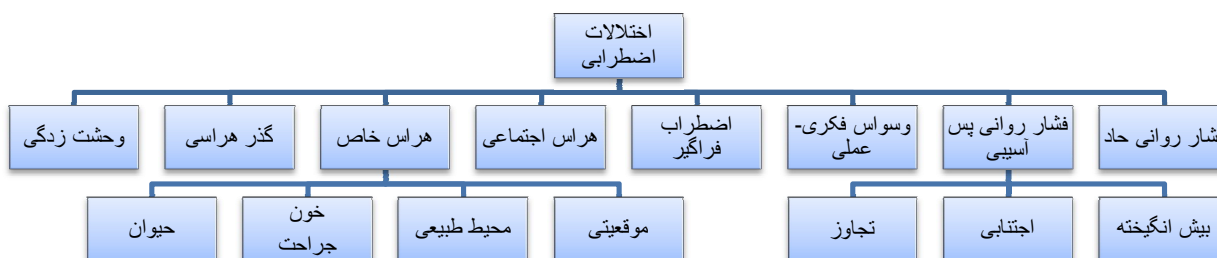 اختلالات
اضطرابی
شار روانی حاد
فشار روانی پس
آسیبی
وسواس فکری-
عملی
اضطراب
فراگیر
هراس اجتماعی
هراس خاص
گذر هراسی
وحشت زدگی
بیش انگیخته
اجتنابی
تجاوز
موقعیتی
محیط طبیعی
خون
جراحت
حیوان